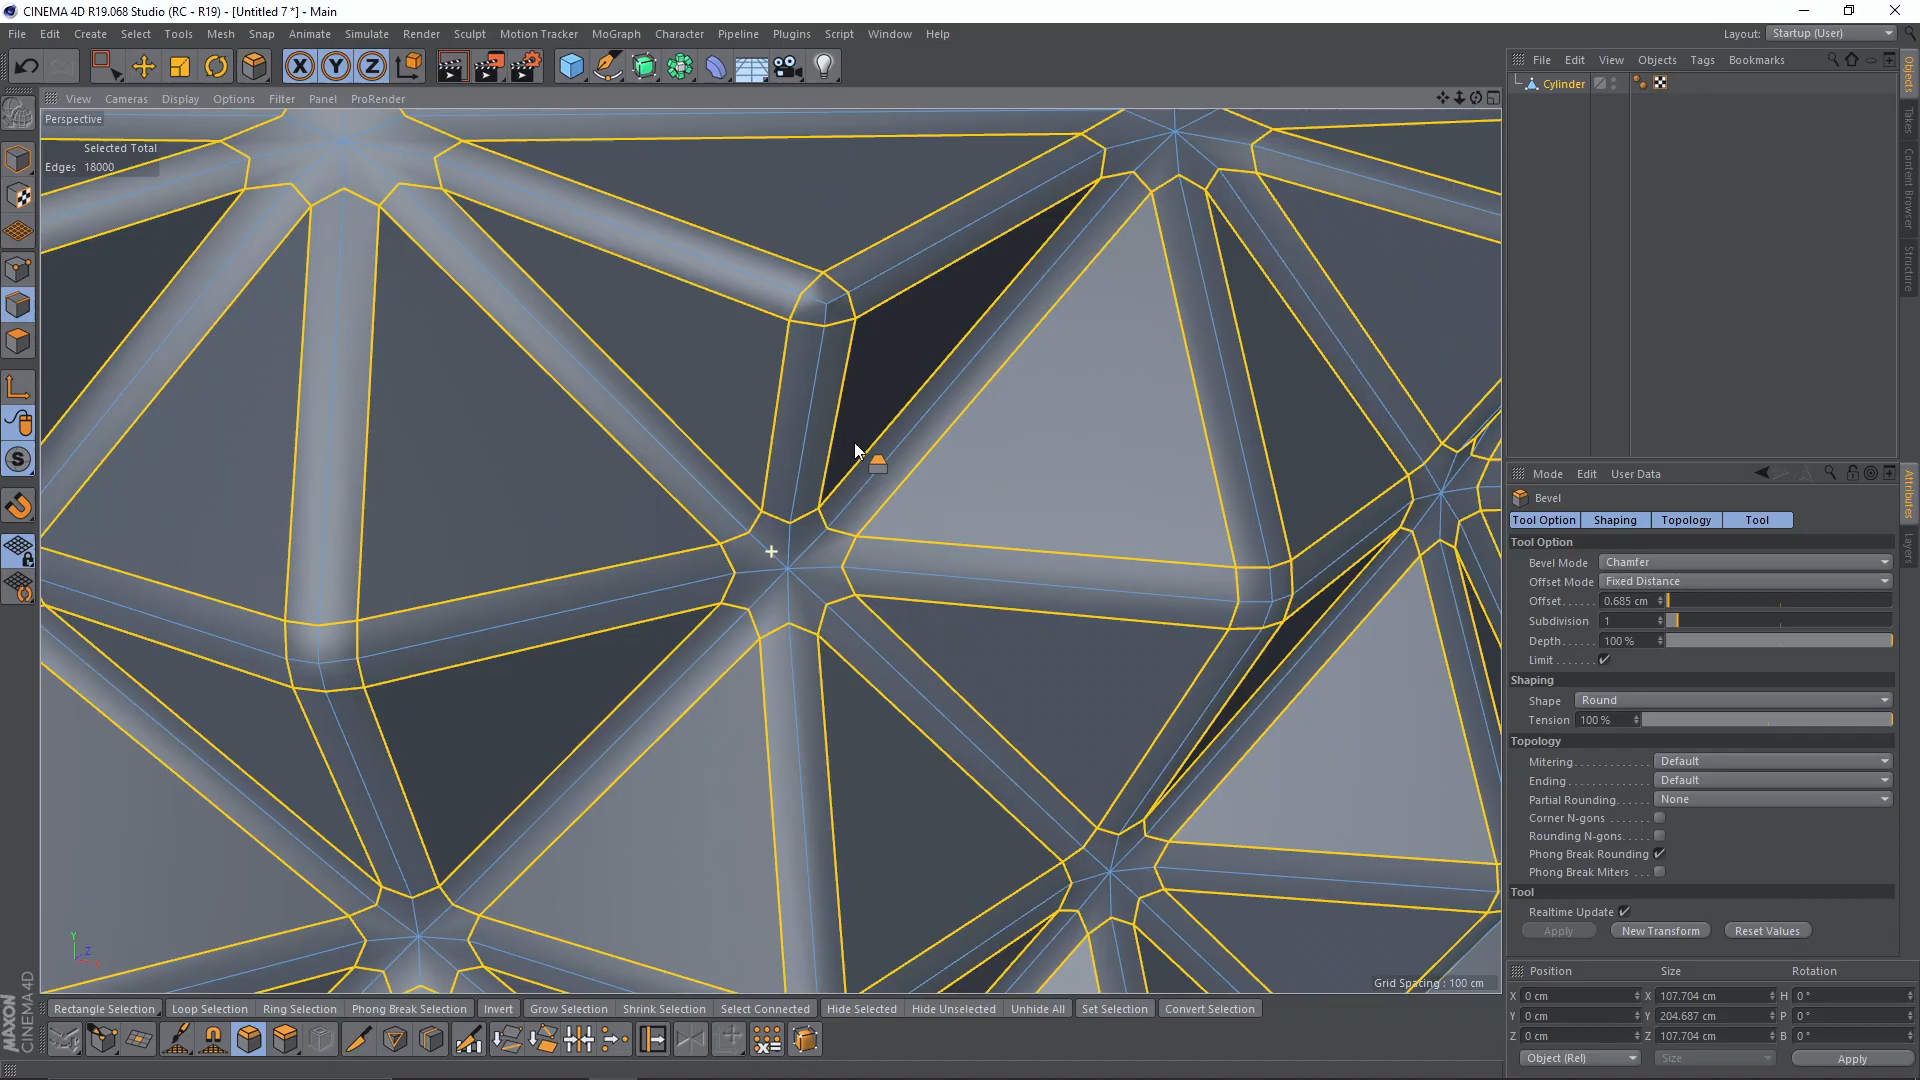 CINEMA 4D R19.068 Studio (RC - R19) - [Untitled 7 *] - Main
File Edit Create Select Tools Mesh Snap Animate Simulate Render Sculpt Motion Tracker MoGraph Character Pipeline Plugins Script Window Help
Layout: Startup (User)
File Edit View Objects Tags Bookmarks
Cylinder
Objects
Takes
Content Browser
Structure
View Cameras Display Options Filter Panel ProRender
Perspective
Selected Total
Edges 18000
Y
Z
Grid Spacing : 100 cm
Mode Edit User Data
Attributes
Layers
Bevel
Tool Option Shaping Topology Tool
Tool Option
Bevel Mode Chamfer
Offset Mode Fixed Distance
Offset...... 0.685 cm
Subdivision 1
Depth...... 100 %
Limit .......
Shaping
Shape Round
Tension 100 %
Topology
Mitering............. Default
Ending.............. Default
Partial Rounding...... None
Corner N-gons .......
Rounding N-gons.....
Phong Break Rounding
Phong Break Miters ...
Tool
Realtime Update
Apply New Transform Reset Values
Position Size Rotation
X 0 cm X 107.704 cm H 0 °
Y 0 cm Y 204.687 cm P 0 °
Z 0 cm Z 107.704 cm B 0 °
Object (Rel) Size Apply
Rectangle Selection Loop Selection Ring Selection Phong Break Selection Invert Grow Selection Shrink Selection Select Connected Hide Selected Hide Unselected Unhide All Set Selection Convert Selection
MAXON
CINEMA 4D